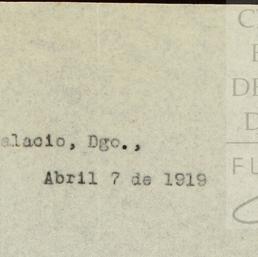 alacio, Dgo.,
Abril 7 de 1919